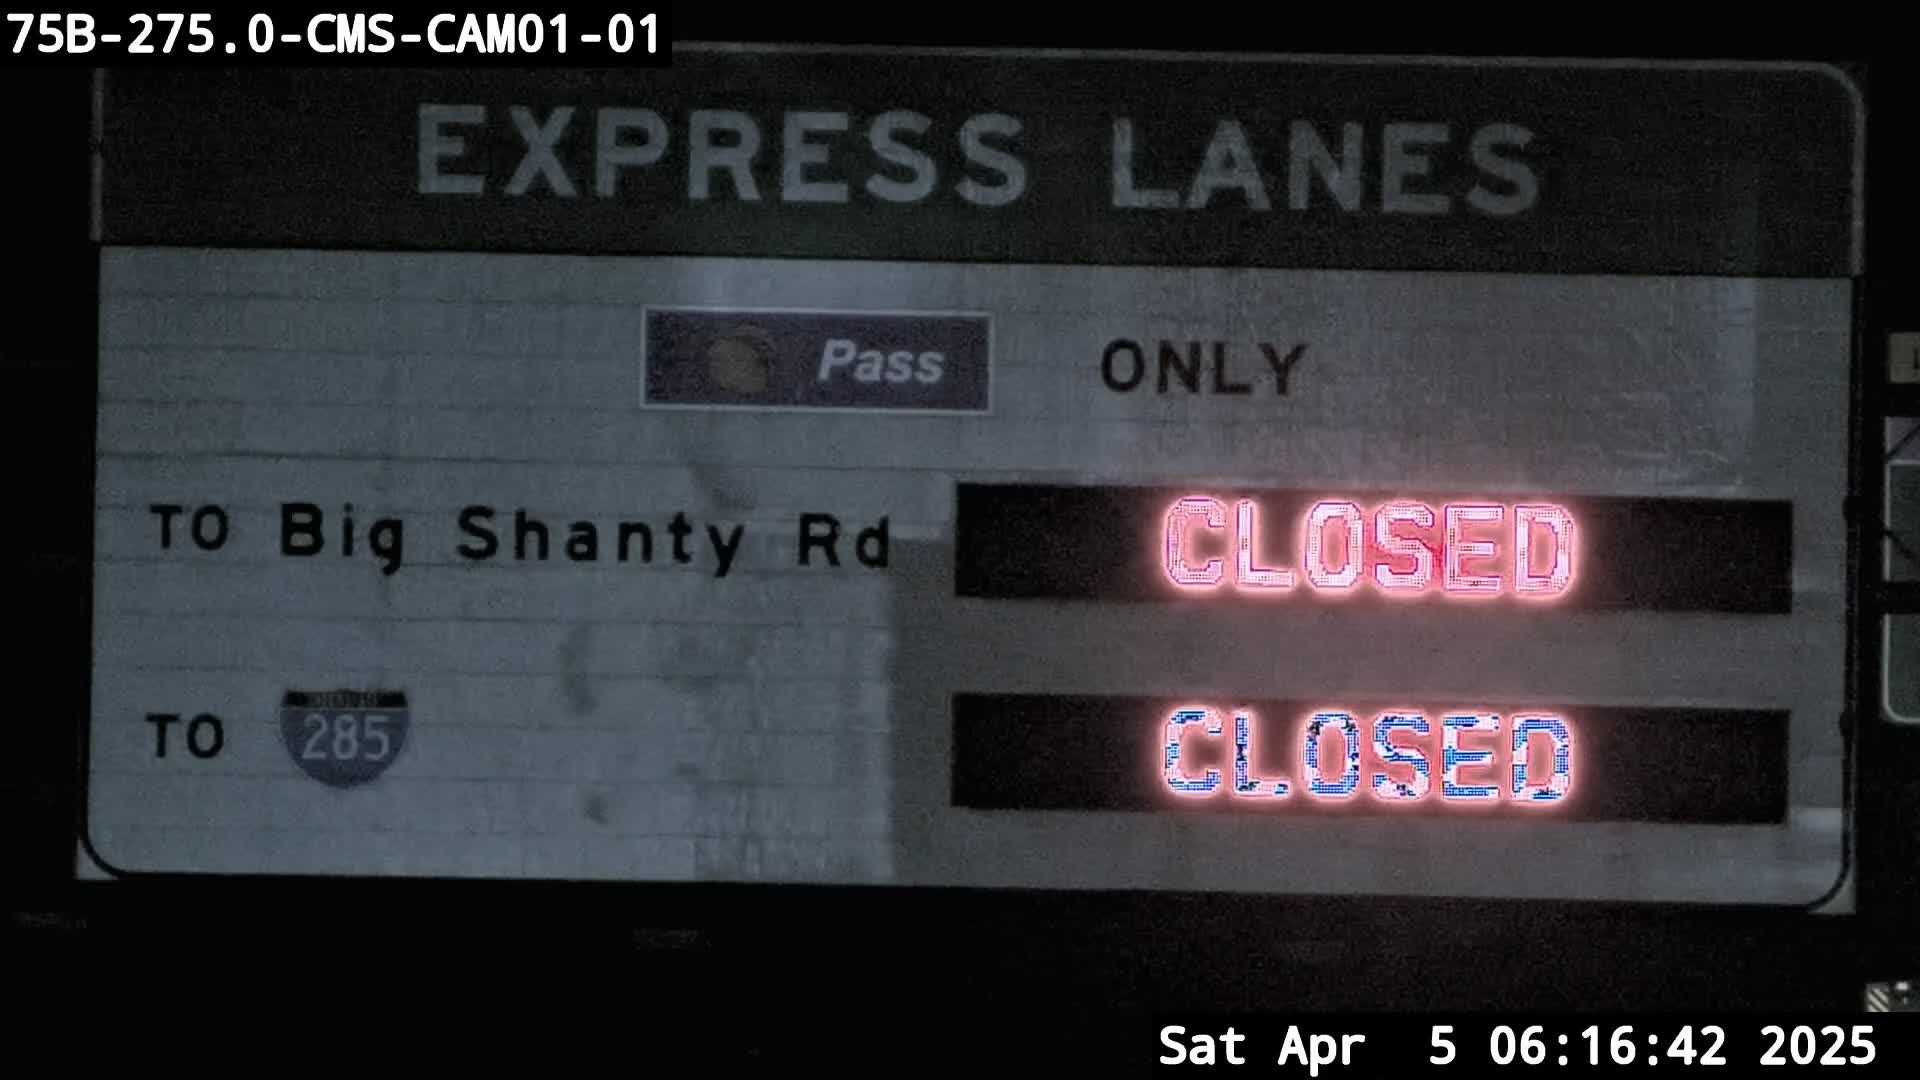 75B-275.0-CMS-CAM01-01
EXPRESS LANES
Pass ONLY
TO Big Shanty Rd CLOSED
TO 285 CLOSED
Sat Apr 5 06:16:42 2025